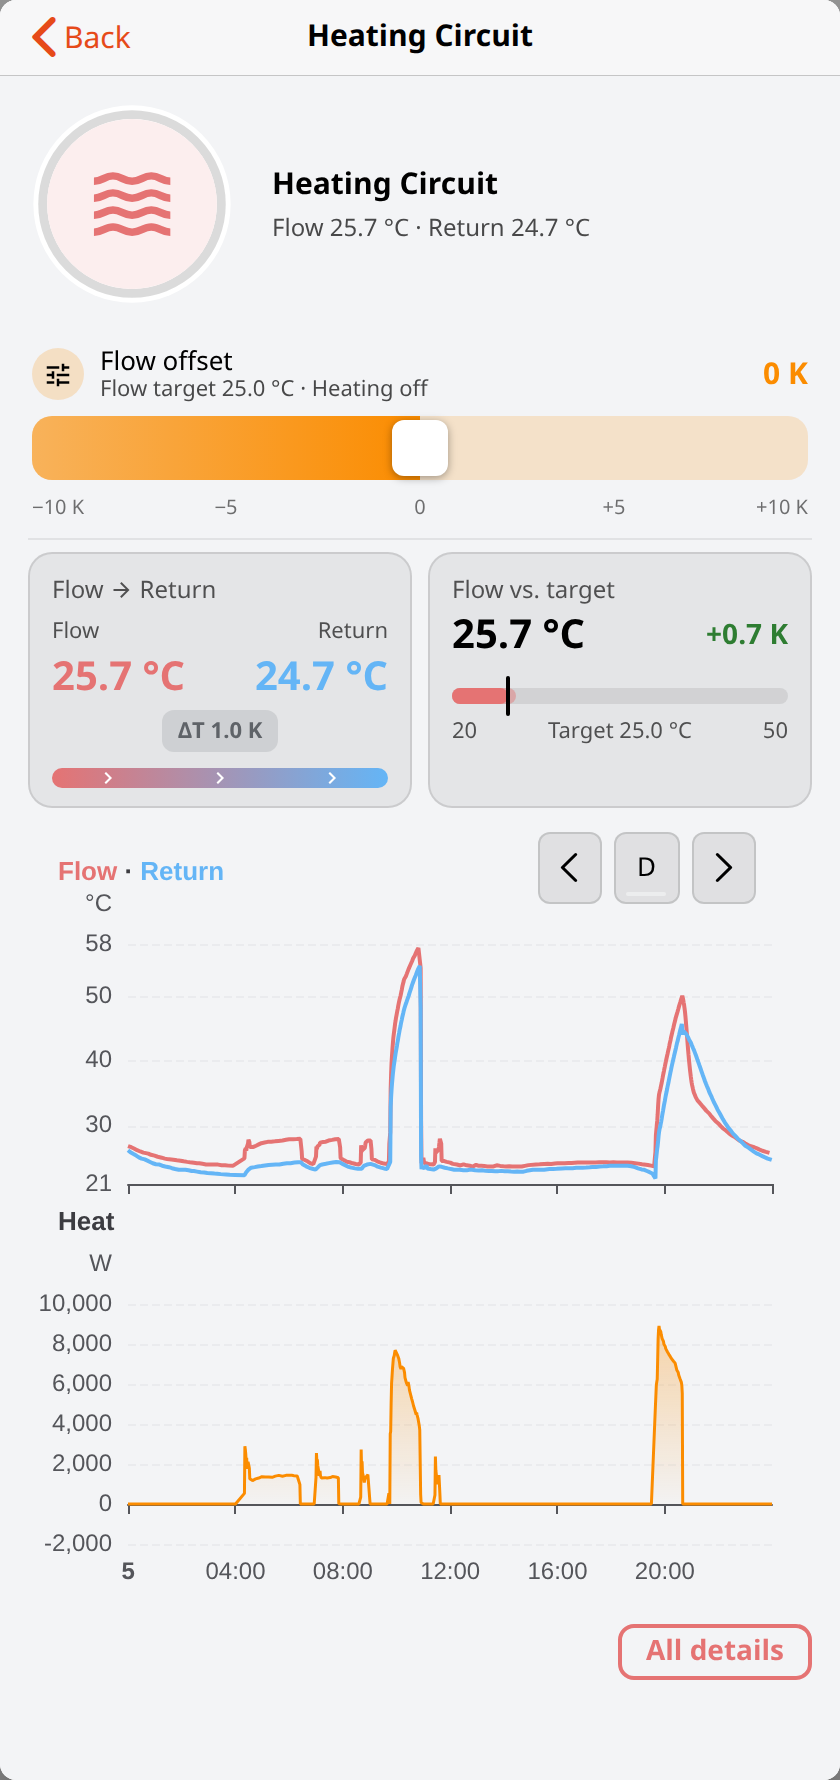 Back
Heating Circuit
Heating Circuit
Flow 25.7 °C · Return 24.7 °C
Flow offset
Flow target 25.0 °C · Heating off
0 K
−10 K −5 0 +5 +10 K
Flow → Return
Flow Return
25.7 °C 24.7 °C
ΔT 1.0 K
Flow vs. target
25.7 °C +0.7 K
20 Target 25.0 °C 50
Flow · Return
D
°C
58
50
40
30
21
Heat
W
10,000
8,000
6,000
4,000
2,000
0
-2,000
5 04:00 08:00 12:00 16:00 20:00
All details